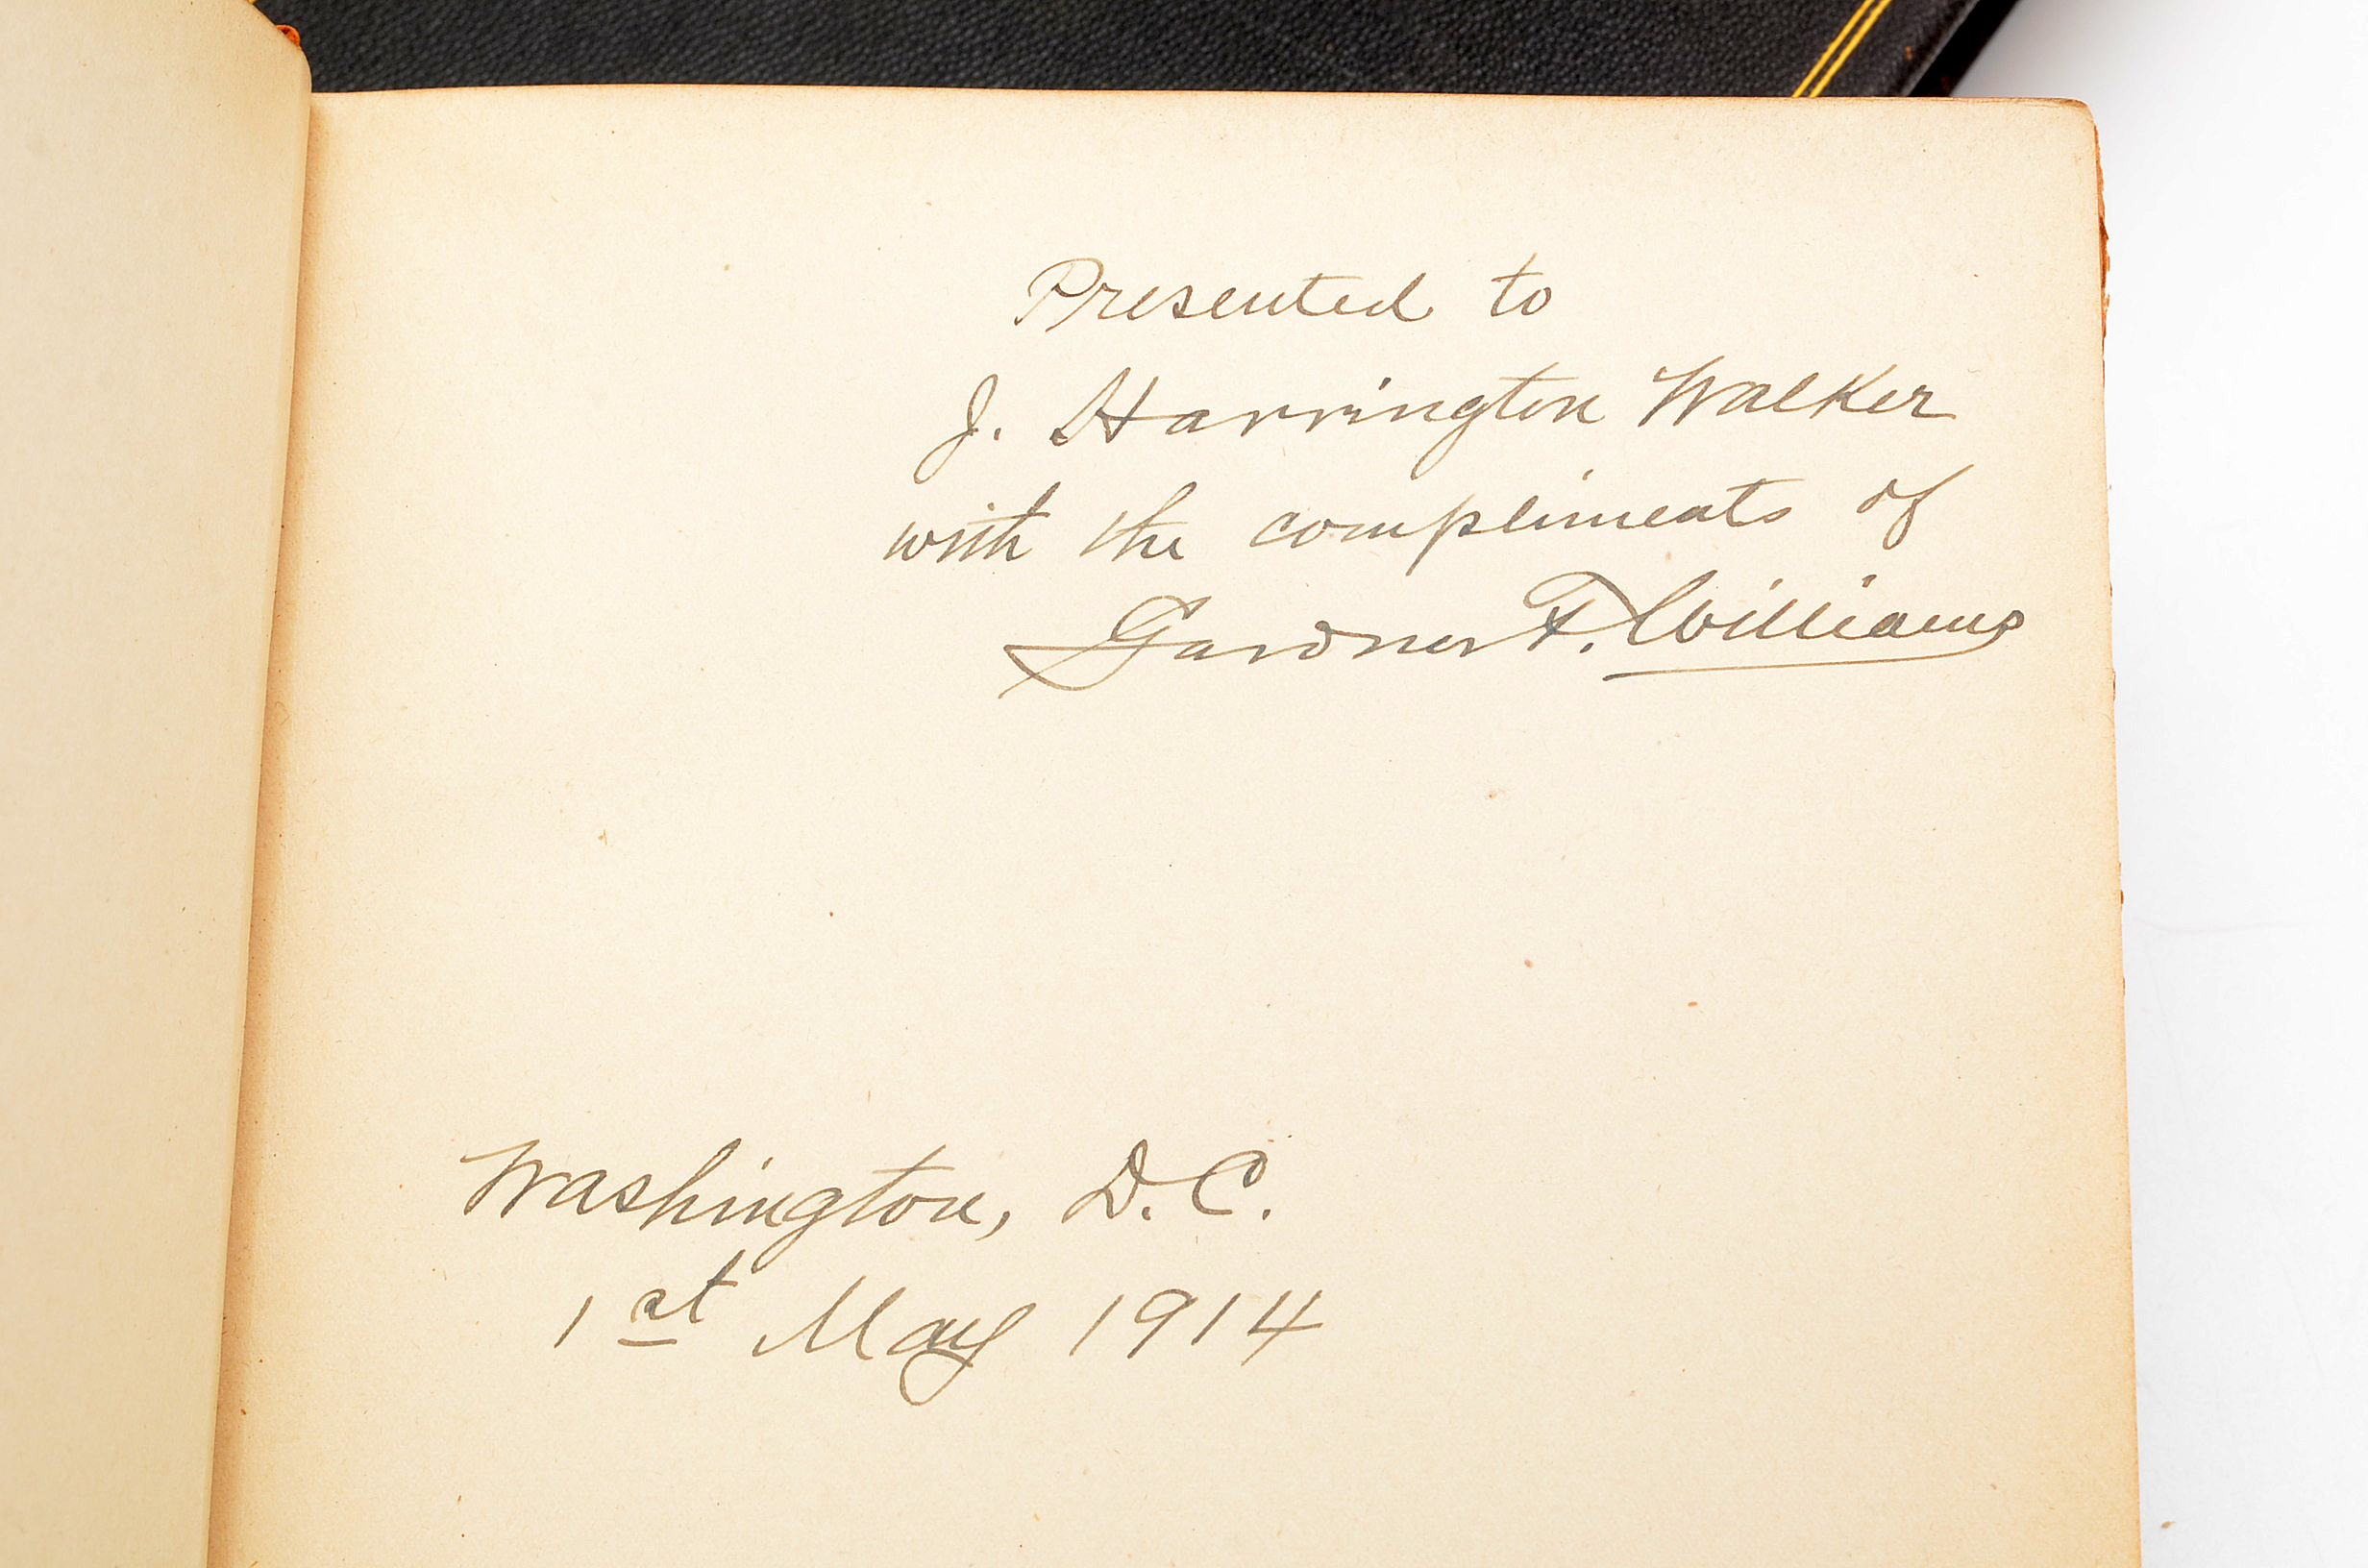 Presented to
J. Harrington Walker
with the compliments of
Gardner F. Williams
Washington, D.C.
1st May 1914